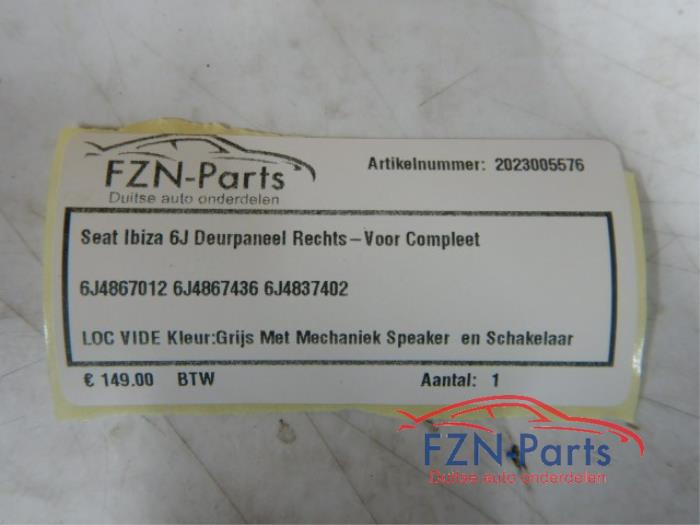 FZN-Parts
Duitse auto onderdelen
Artikelnummer: 2023005576
Seat Ibiza 6J Deurpaneel Rechts-Voor Compleet
6J4867012 6J4867436 6J4837402
LOC VIDE Kleur:Grijs Met Mechaniek Speaker en Schakelaar
€ 149.00 BTW Aantal: 1
FZN-Parts
Duitse auto onderdelen